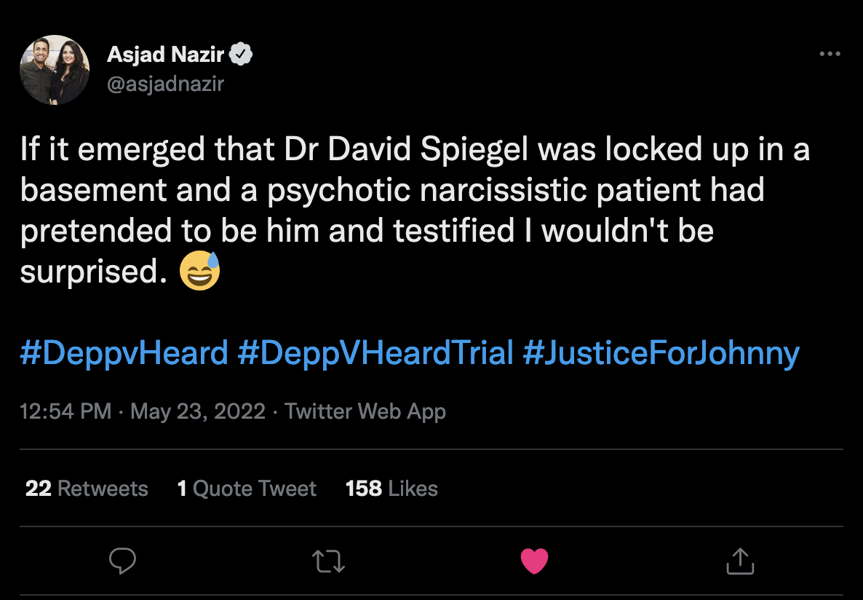 Asjad Nazir
@asjadnazir
If it emerged that Dr David Spiegel was locked up in a
basement and a psychotic narcissistic patient had
pretended to be him and testified I wouldn't be
surprised. 😅
#DeppvHeard #DeppVHeardTrial #JusticeForJohnny
12:54 PM · May 23, 2022 · Twitter Web App
22 Retweets 1 Quote Tweet 158 Likes